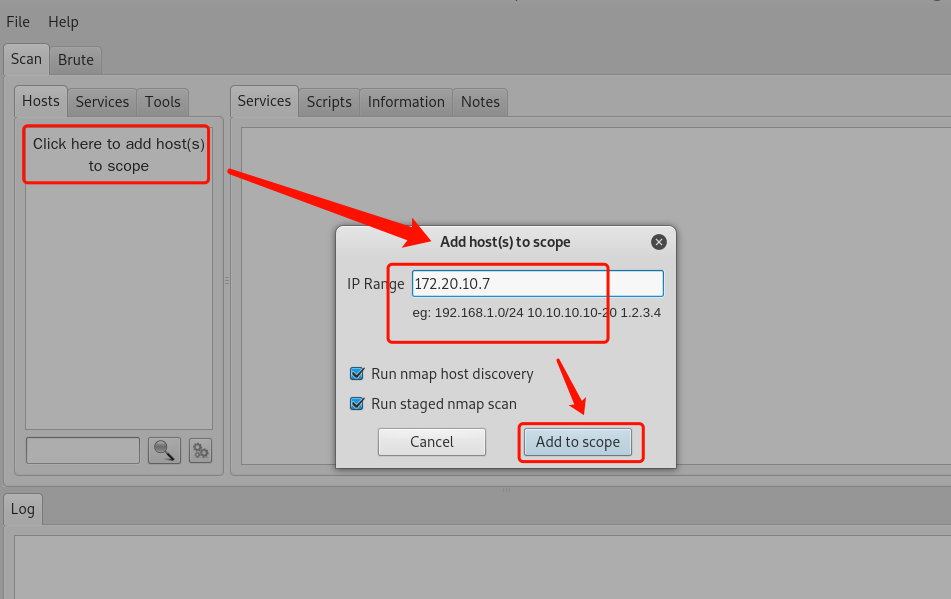 File Help
Scan Brute
Hosts Services Tools Services Scripts Information Notes
Click here to add host(s)
to scope
Add host(s) to scope
IP Range 172.20.10.7
eg: 192.168.1.0/24 10.10.10.10-20 1.2.3.4
Run nmap host discovery
Run staged nmap scan
Cancel Add to scope
Log